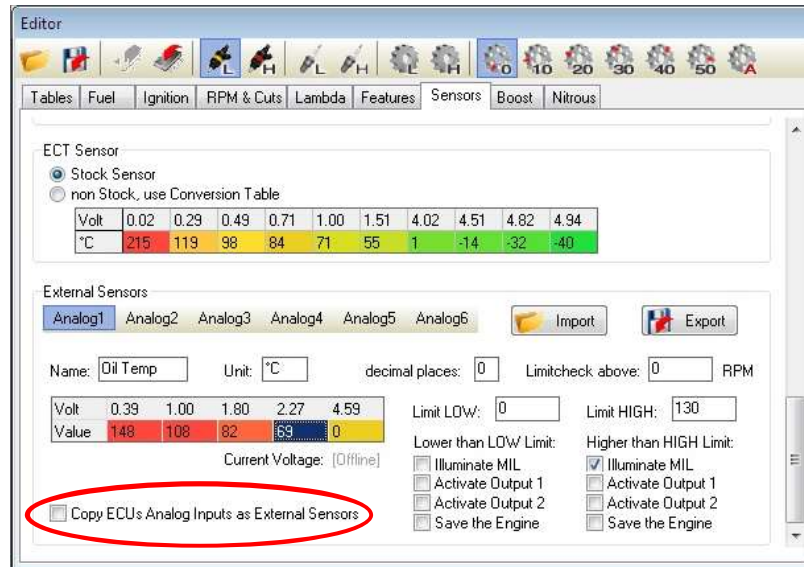 Editor
L H L H L H 0 10 20 30 40 50 A
Tables Fuel Ignition RPM & Cuts Lambda Features Sensors Boost Nitrous
ECT Sensor
Stock Sensor
non Stock, use Conversion Table
Volt 0.02 0.29 0.49 0.71 1.00 1.51 4.02 4.51 4.82 4.94
°C 215 119 98 84 71 55 1 -14 -32 -40
External Sensors
Analog1 Analog2 Analog3 Analog4 Analog5 Analog6 Import Export
Name: Oil Temp Unit: °C decimal places: 0 Limitcheck above: 0 RPM
Volt 0.39 1.00 1.80 2.27 4.59 Limit LOW: 0 Limit HIGH: 130
Value 148 108 82 69 0
Lower than LOW Limit: Higher than HIGH Limit:
Current Voltage: [Offline] Illuminate MIL Illuminate MIL
Activate Output 1 Activate Output 1
Copy ECUs Analog Inputs as External Sensors Activate Output 2 Activate Output 2
Save the Engine Save the Engine